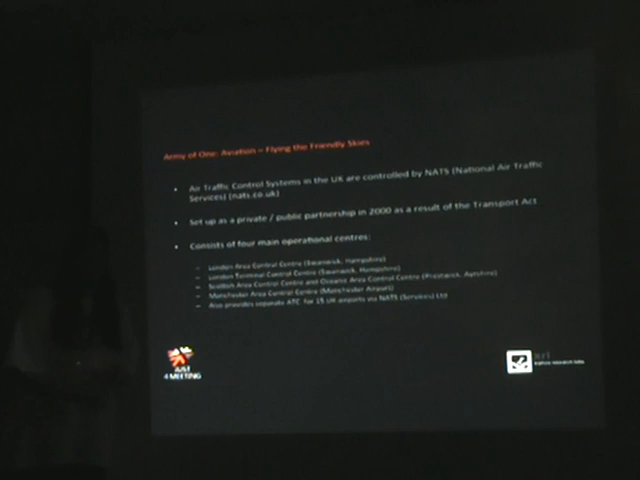 Army of One: Aviation – Flying the Friendly Skies
• Air Traffic Control Systems in the UK are controlled by NATS (National Air Traffic
Services) (nats.co.uk)
• Set up as a private / public partnership in 2000 as a result of the Transport Act
• Consists of four main operational centres:
– London Area Control Centre (Swanwick, Hampshire)
– London Terminal Control Centre (Swanwick, Hampshire)
– Scottish Area Control Centre and Oceanic Area Control Centre (Prestwick, Ayrshire)
– Manchester Area Control Centre (Manchester Airport)
– Also provides separate ATC for 15 UK airports via NATS (Services) Ltd
JUST
4 MEETING